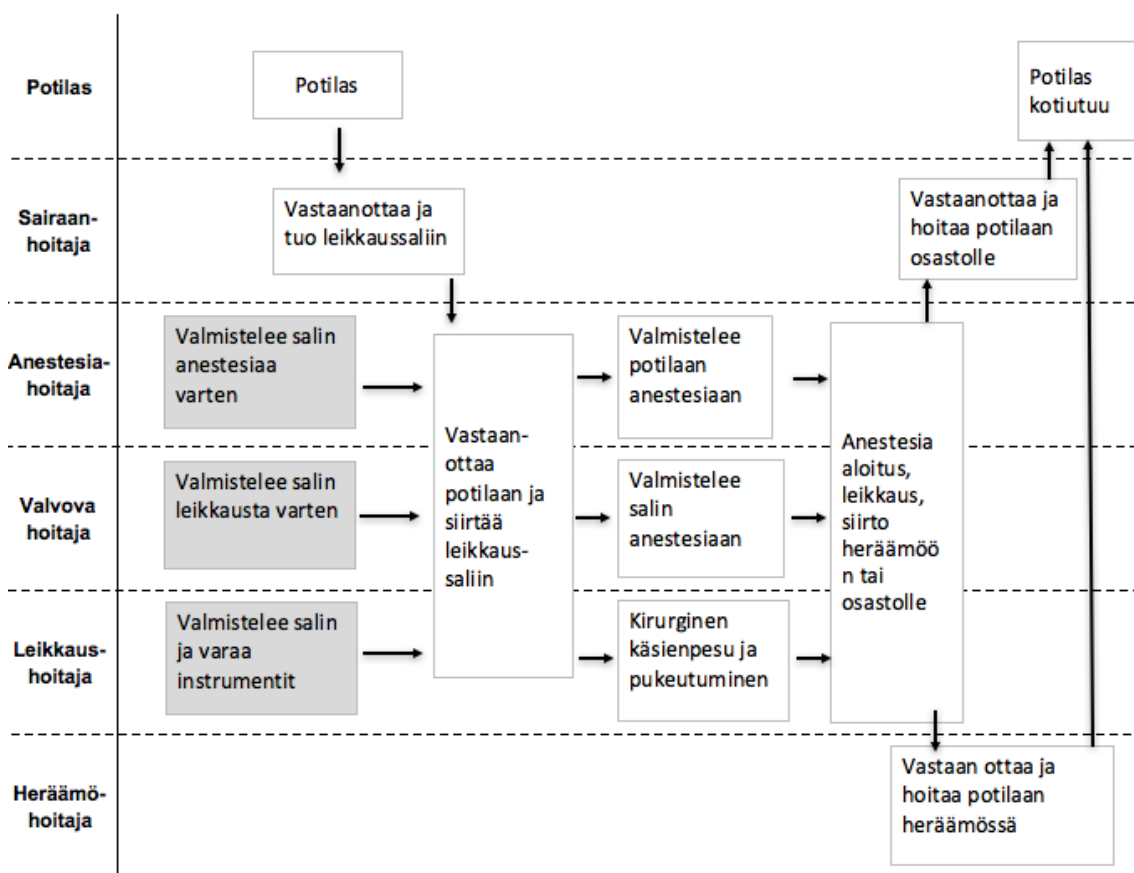 Potilas
Potilas
Potilas
kotiutuu
Sairaan-
hoitaja
Vastaanottaa ja
tuo leikkaussaliin
Vastaanottaa ja
hoitaa potilaan
osastolle
Anestesia-
hoitaja
Valmistelee salin
anestesiaa
varten
Vastaan-
ottaa
potilaan ja
siirtää
leikkaus-
saliin
Valmistelee
potilaan
anestesiaan
Anestesia
aloitus,
leikkaus,
siirto
heräämöö
n tai
osastolle
Valvova
hoitaja
Valmistelee salin
leikkausta varten
Valmistelee
salin
anestesiaan
Leikkaus-
hoitaja
Valmistelee salin
ja varaa
instrumentit
Kirurginen
käsienpesu ja
pukeutuminen
Heräämö-
hoitaja
Vastaan ottaa ja
hoitaa potilaan
heräämössä